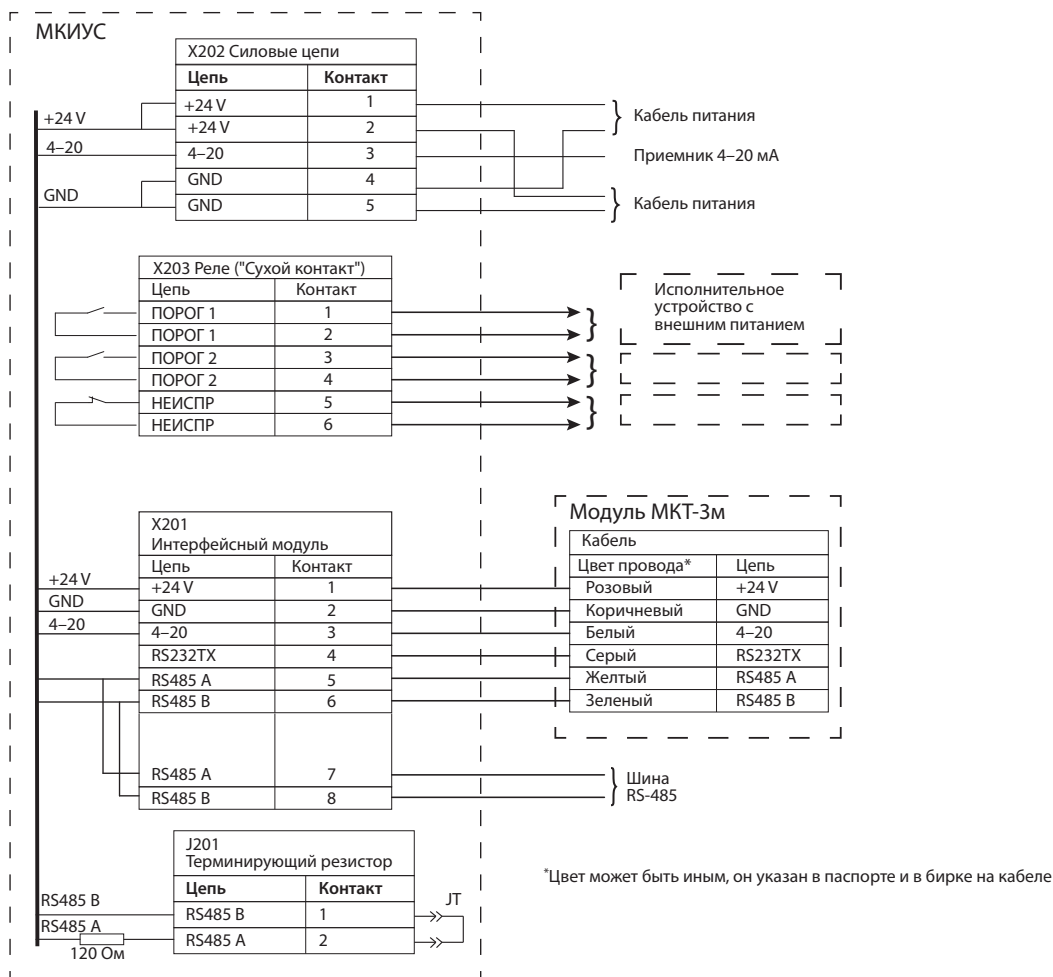 МКИУС
X202 Силовые цепи
Цепь Контакт
+24 V 1
+24 V
+24 V 2
4–20
4–20 3
GND 4
GND
GND 5
Кабель питания
Приемник 4–20 мА
Кабель питания
X203 Реле ("Сухой контакт")
Цепь Контакт
ПОРОГ 1 1
ПОРОГ 1 2
ПОРОГ 2 3
ПОРОГ 2 4
НЕИСПР 5
НЕИСПР 6
Исполнительное
устройство с
внешним питанием
X201
Интерфейсный модуль
Цепь Контакт
+24 V
+24 V 1
GND
GND 2
4–20
4–20 3
RS232TX 4
RS485 A 5
RS485 B 6
RS485 A 7
RS485 B 8
Модуль МКТ-3м
Кабель
Цвет провода* Цепь
Розовый +24 V
Коричневый GND
Белый 4–20
Серый RS232TX
Желтый RS485 A
Зеленый RS485 B
Шина
RS-485
J201
Терминирующий резистор
Цепь Контакт
RS485 B
RS485 B 1
RS485 A
RS485 A 2
120 Ом
JT
*Цвет может быть иным, он указан в паспорте и в бирке на кабеле